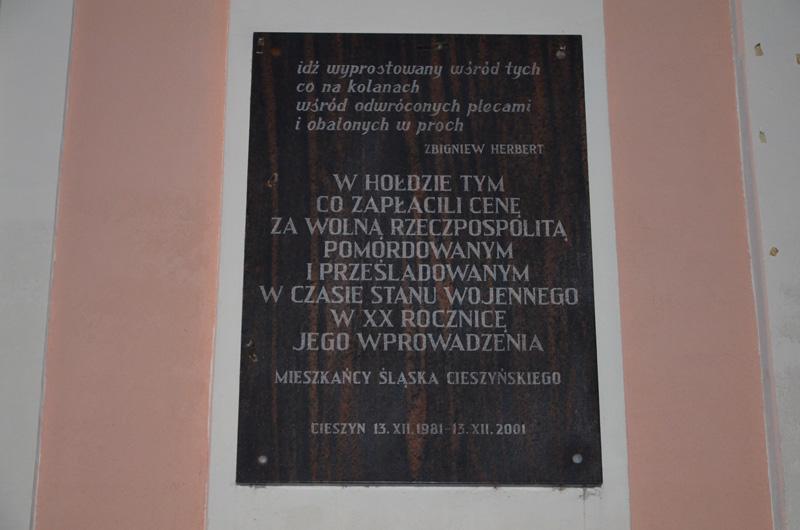 idź wyprostowany wśród tych
co na kolanach
wśród odwróconych plecami
i obalonych w proch
ZBIGNIEW HERBERT
W HOŁDZIE TYM
CO ZAPŁACILI CENĘ
ZA WOLNĄ RZECZPOSPOLITĄ
POMORDOWANYM
I PRZEŚLADOWANYM
W CZASIE STANU WOJENNEGO
W XX ROCZNICĘ
JEGO WPROWADZENIA
MIESZKAŃCY ŚLĄSKA CIESZYŃSKIEGO
CIESZYN 13.XII.1981-13.XII.2001